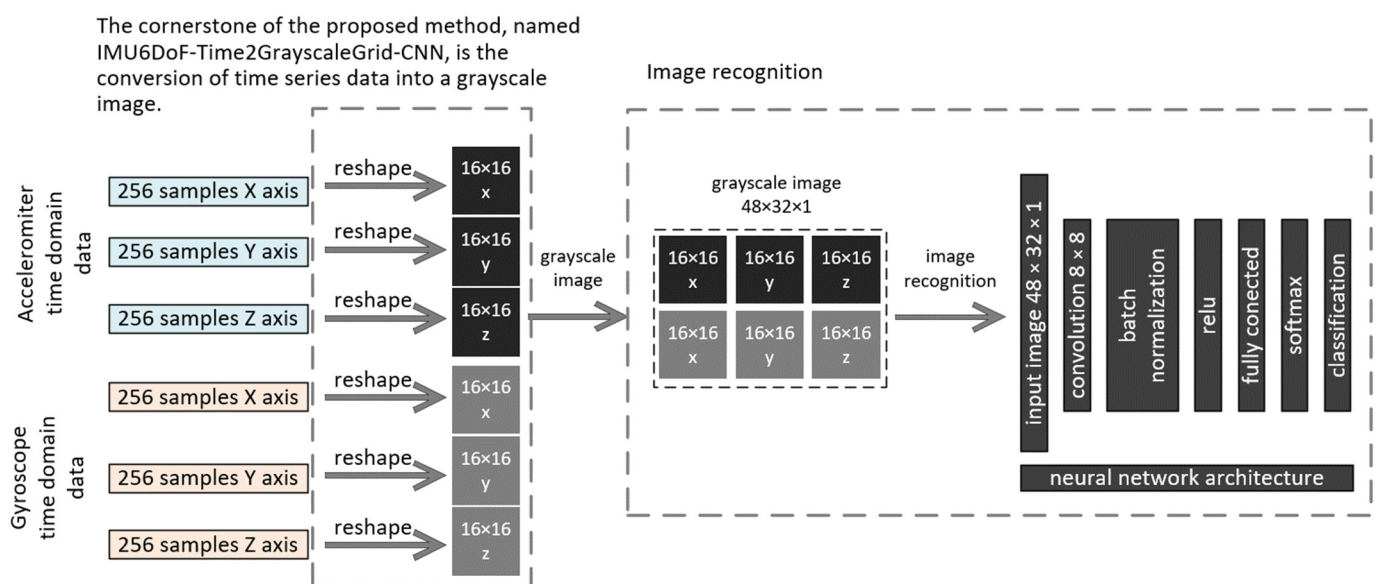 The cornerstone of the proposed method, named
IMU6DoF-Time2GrayscaleGrid-CNN, is the
conversion of time series data into a grayscale
image.
Image recognition
Acceleromiter
time domain
data
256 samples X axis
reshape
16×16
x
256 samples Y axis
reshape
16×16
y
256 samples Z axis
reshape
16×16
z
Gyroscope
time domain
data
256 samples X axis
reshape
16×16
x
256 samples Y axis
reshape
16×16
y
256 samples Z axis
reshape
16×16
z
grayscale
image
grayscale image
48×32×1
16×16
x
16×16
y
16×16
z
16×16
x
16×16
y
16×16
z
image
recognition
input image 48 × 32 × 1
convolution 8 × 8
batch
normalization
relu
fully conected
softmax
classification
neural network architecture